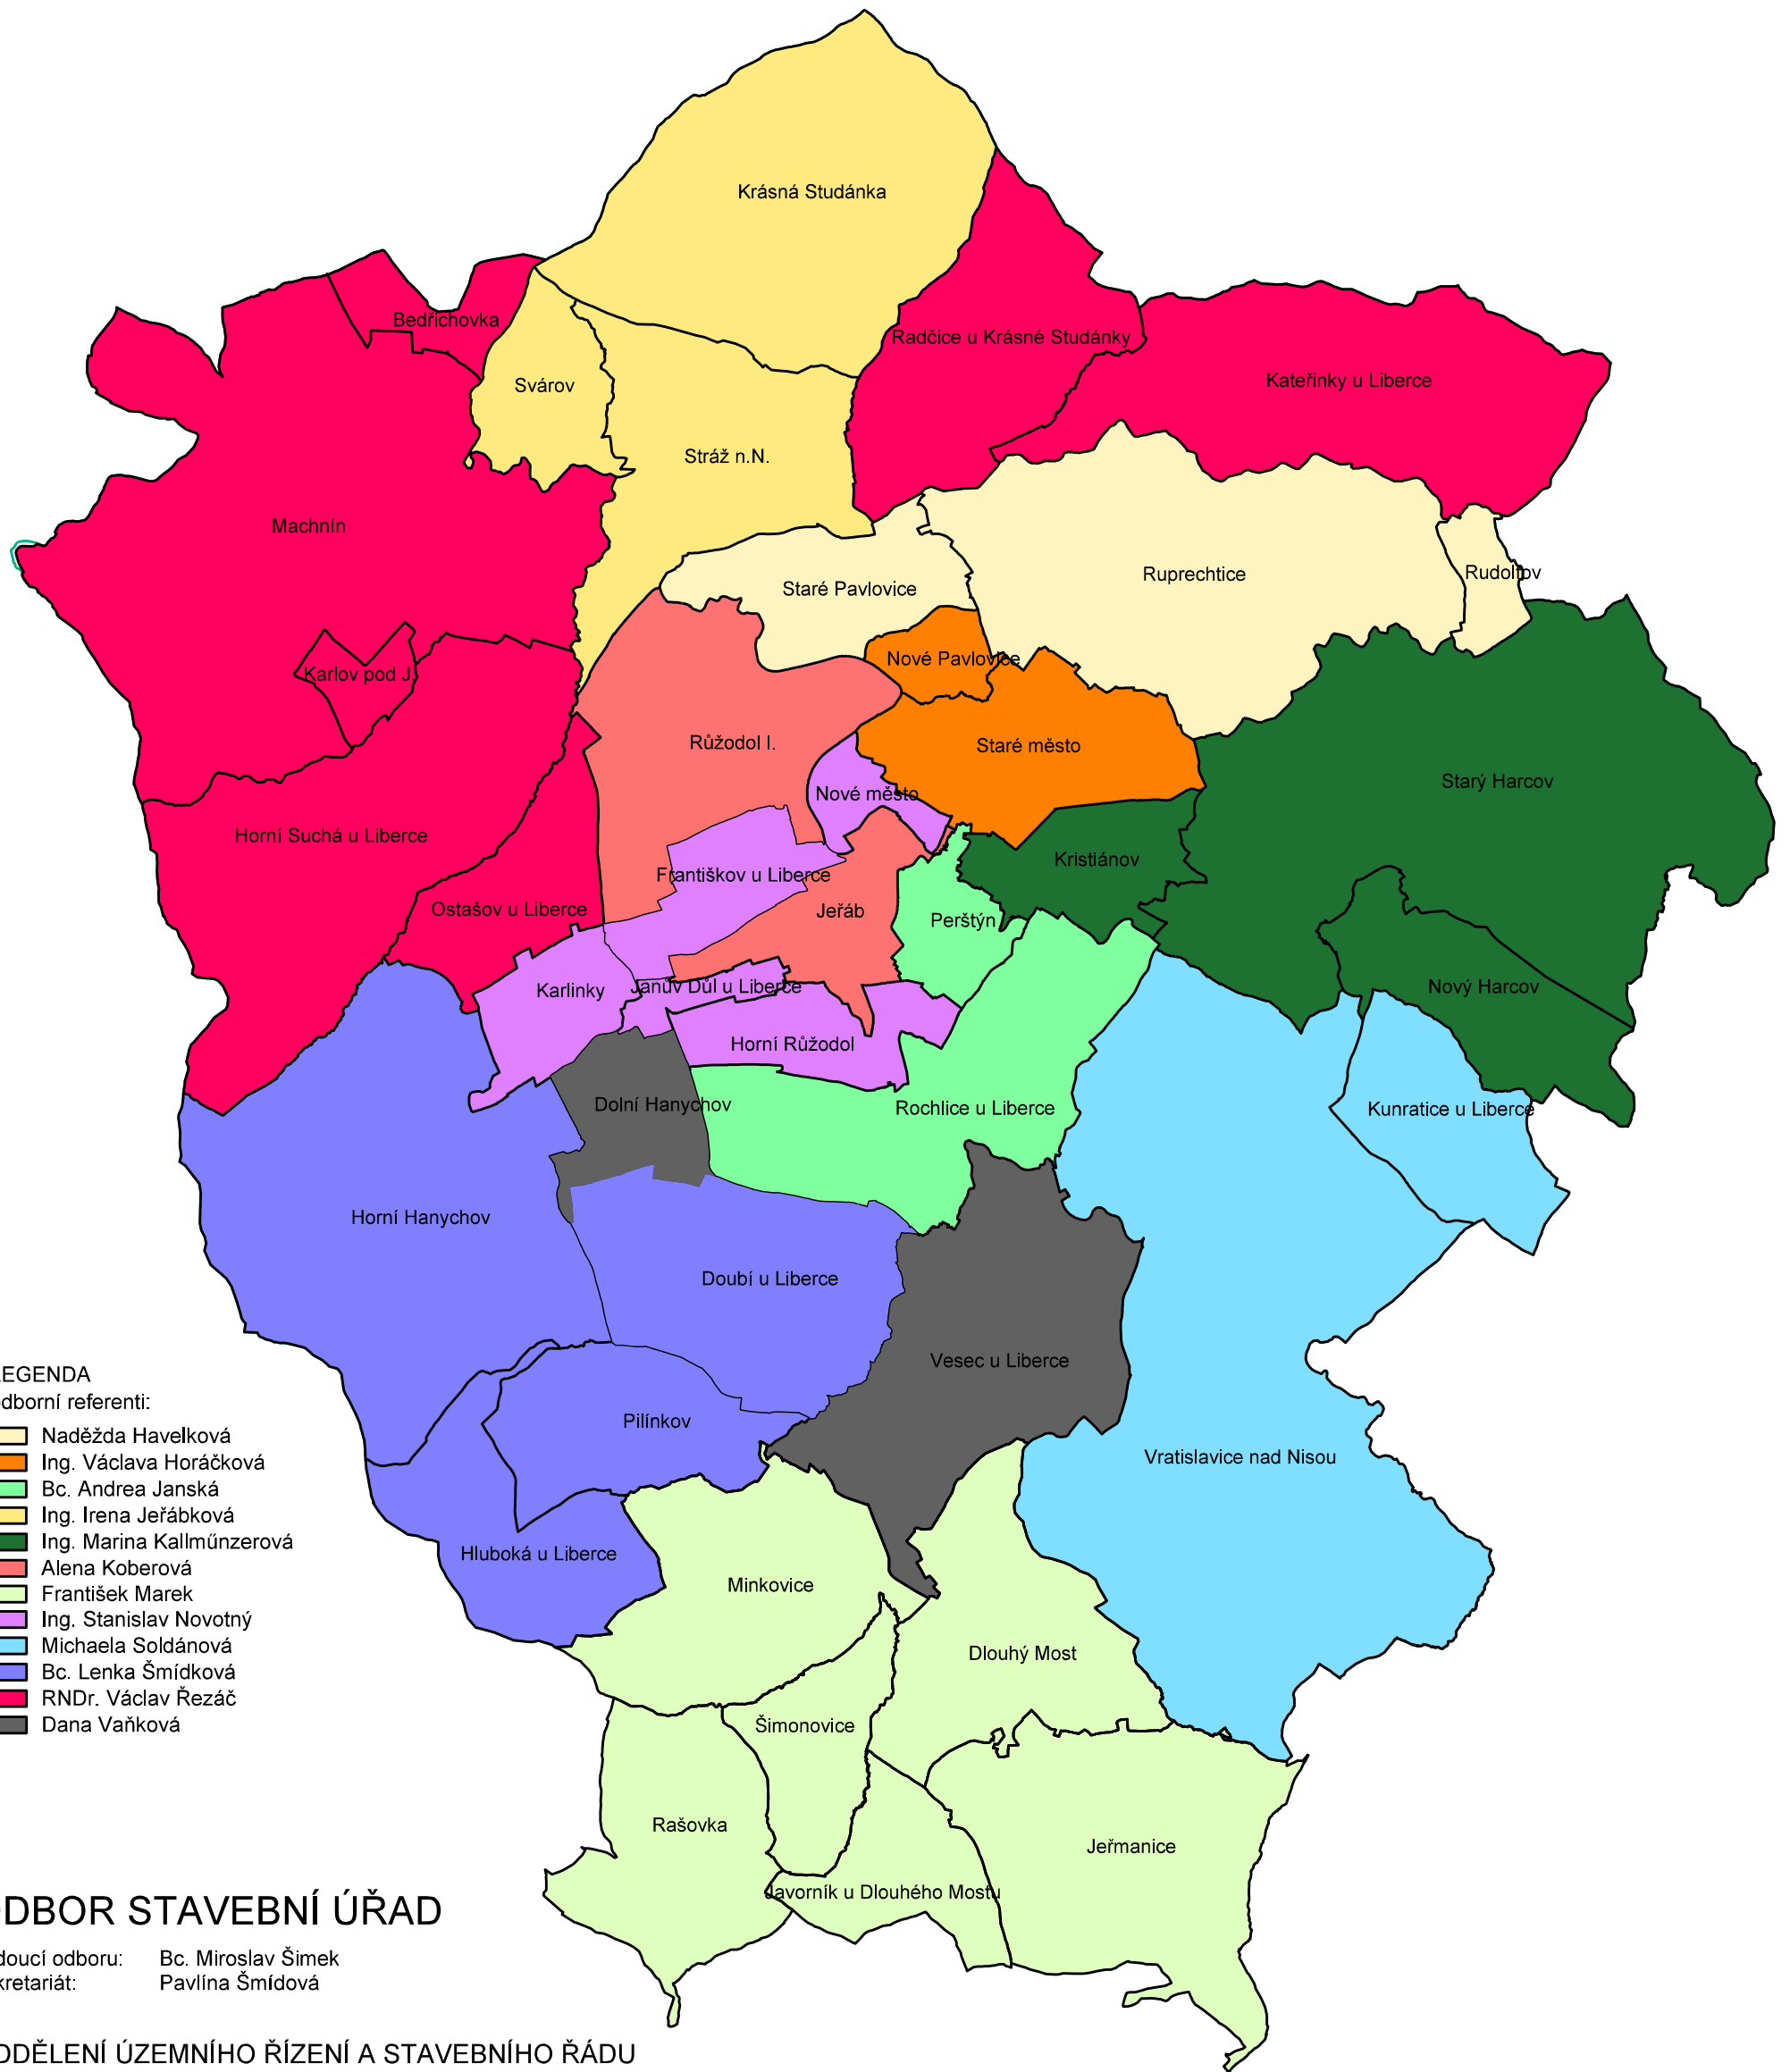 Krásná Studánka
Bedřichovka
Radčice u Krásné Studánky
Kateřinky u Liberce
Svárov
Stráž n.N.
Machnín
Ruprechtice
Rudolfov
Staré Pavlovice
Nové Pavlovice
Karlov pod J.
Růžodol I.
Staré město
Starý Harcov
Nové město
Horní Suchá u Liberce
Kristiánov
Františkov u Liberce
Ostašov u Liberce
Jeřáb
Perštýn
Karlinky
Janův Důl u Liberce
Nový Harcov
Horní Růžodol
Dolní Hanychov
Rochlice u Liberce
Kunratice u Liberce
Horní Hanychov
Doubí u Liberce
Vesec u Liberce
Pilínkov
Vratislavice nad Nisou
Hluboká u Liberce
Minkovice
Dlouhý Most
Šimonovice
Rašovka
Jeřmanice
Javorník u Dlouhého Mostu
EGENDA
dborní referenti:
Naděžda Havelková
Ing. Václava Horáčková
Bc. Andrea Janská
Ing. Irena Jeřábková
Ing. Marina Kallműnzerová
Alena Koberová
František Marek
Ing. Stanislav Novotný
Michaela Soldánová
Bc. Lenka Šmídková
RNDr. Václav Řezáč
Dana Vaňková
ODBOR STAVEBNÍ ÚŘAD
doucí odboru: Bc. Miroslav Šimek
kretariát: Pavlína Šmídová
DDĚLENÍ ÚZEMNÍHO ŘÍZENÍ A STAVEBNÍHO ŘÁDU